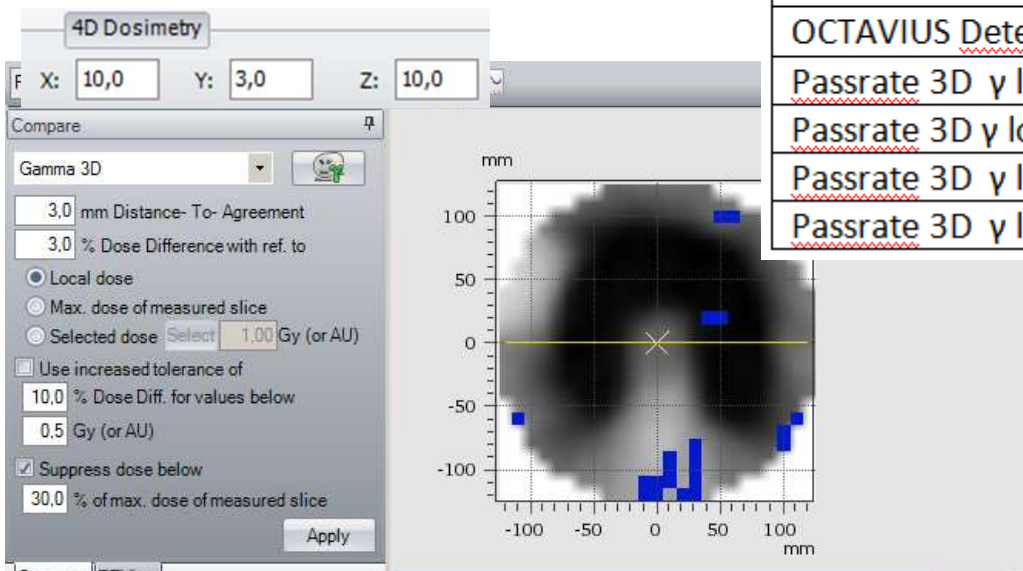 4D Dosimetry
X: 10,0 Y: 3,0 Z: 10,0
Compare
Gamma 3D
3,0 mm Distance- To- Agreement
3,0 % Dose Difference with ref. to
Local dose
Max. dose of measured slice
Selected dose Select 1,00 Gy (or AU)
Use increased tolerance of
10,0 % Dose Diff. for values below
0,5 Gy (or AU)
Suppress dose below
30,0 % of max. dose of measured slice
Apply
mm
100
50
0
-50
-100
-100 -50 0 50 100
mm
OCTAVIUS Dete
Passrate 3D γ l
Passrate 3D γ lo
Passrate 3D γ l
Passrate 3D γ l